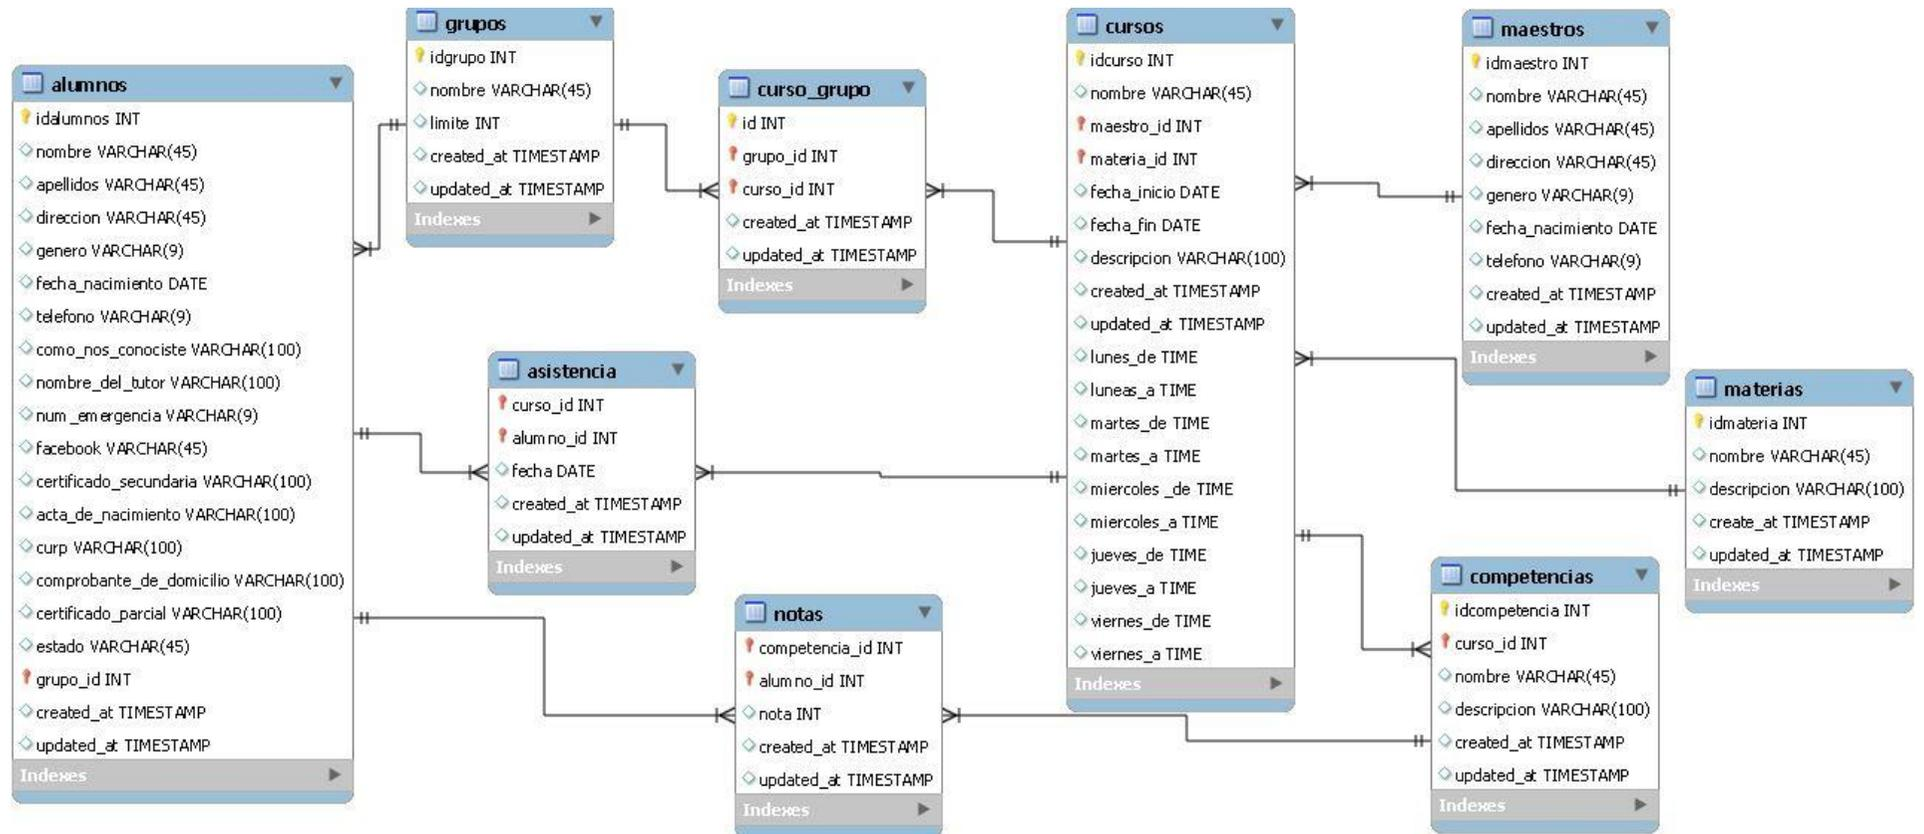 alumnos
idalumnos INT
nombre VARCHAR(45)
apellidos VARCHAR(45)
direccion VARCHAR(45)
genero VARCHAR(9)
fecha_nacimiento DATE
telefono VARCHAR(9)
como_nos_conociste VARCHAR(100)
nombre_del_tutor VARCHAR(100)
num_emergencia VARCHAR(9)
facebook VARCHAR(45)
certificado_secundaria VARCHAR(100)
acta_de_nacimiento VARCHAR(100)
curp VARCHAR(100)
comprobante_de_domicilio VARCHAR(100)
certificado_parcial VARCHAR(100)
estado VARCHAR(45)
grupo_id INT
created_at TIMESTAMP
updated_at TIMESTAMP
Indexes
grupos
idgrupo INT
nombre VARCHAR(45)
limite INT
created_at TIMESTAMP
updated_at TIMESTAMP
Indexes
curso_grupo
id INT
grupo_id INT
curso_id INT
created_at TIMESTAMP
updated_at TIMESTAMP
Indexes
asistencia
curso_id INT
alumno_id INT
fecha DATE
created_at TIMESTAMP
updated_at TIMESTAMP
Indexes
notas
competencia_id INT
alumno_id INT
nota INT
created_at TIMESTAMP
updated_at TIMESTAMP
Indexes
cursos
idcurso INT
nombre VARCHAR(45)
maestro_id INT
materia_id INT
fecha_inicio DATE
fecha_fin DATE
descripcion VARCHAR(100)
created_at TIMESTAMP
updated_at TIMESTAMP
lunes_de TIME
luneas_a TIME
martes_de TIME
martes_a TIME
miercoles _de TIME
miercoles_a TIME
jueves_de TIME
jueves_a TIME
viernes_de TIME
viernes_a TIME
Indexes
maestros
idmaestro INT
nombre VARCHAR(45)
apellidos VARCHAR(45)
direccion VARCHAR(45)
genero VARCHAR(9)
fecha_nacimiento DATE
telefono VARCHAR(9)
created_at TIMESTAMP
updated_at TIMESTAMP
Indexes
materias
idmateria INT
nombre VARCHAR(45)
descripcion VARCHAR(100)
create_at TIMESTAMP
updated_at TIMESTAMP
Indexes
competencias
idcompetencia INT
curso_id INT
nombre VARCHAR(45)
descripcion VARCHAR(100)
created_at TIMESTAMP
updated_at TIMESTAMP
Indexes